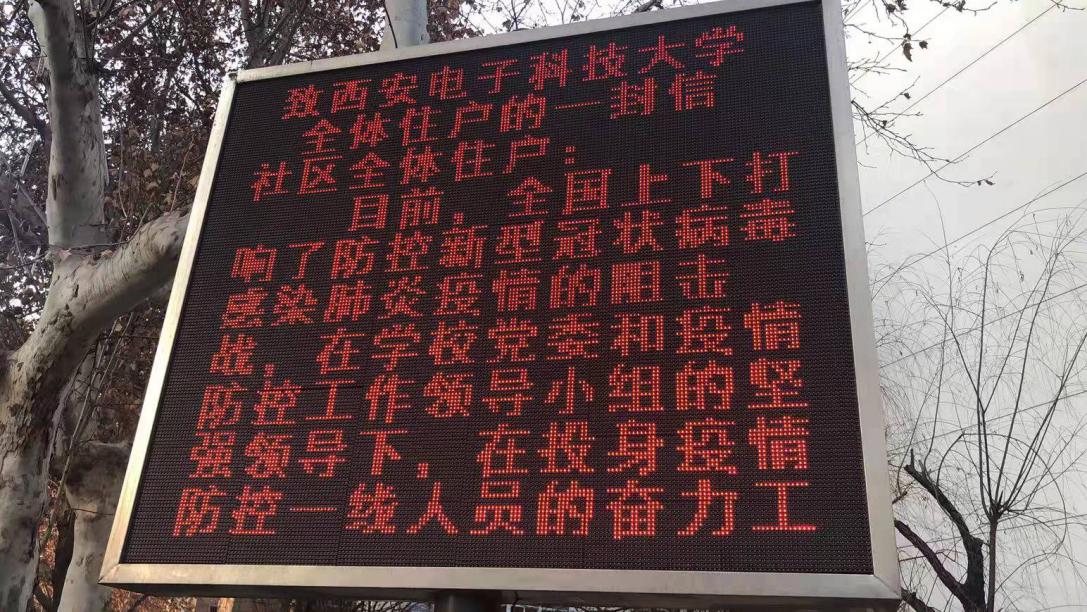 致西安电子科技大学
全体住户的一封信
社区全体住户：
目前，全国上下打
响了防控新型冠状病毒
感染肺炎疫情的阻击
战，在学校党委和疫情
防控工作领导小组的坚
强领导下，在投身疫情
防控一线人员的奋力工